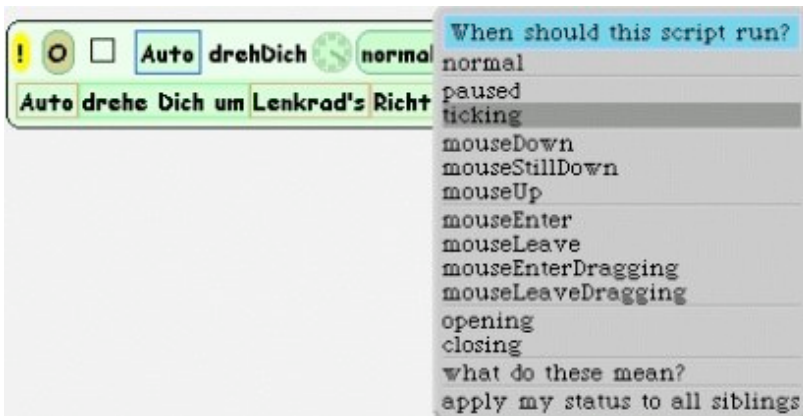 ! O Auto drehDich normal
Auto drehe Dich um Lenkrad's Richt
When should this script run?
normal
paused
ticking
mouseDown
mouseStillDown
mouseUp
mouseEnter
mouseLeave
mouseEnterDragging
mouseLeaveDragging
opening
closing
what do these mean?
apply my status to all siblings